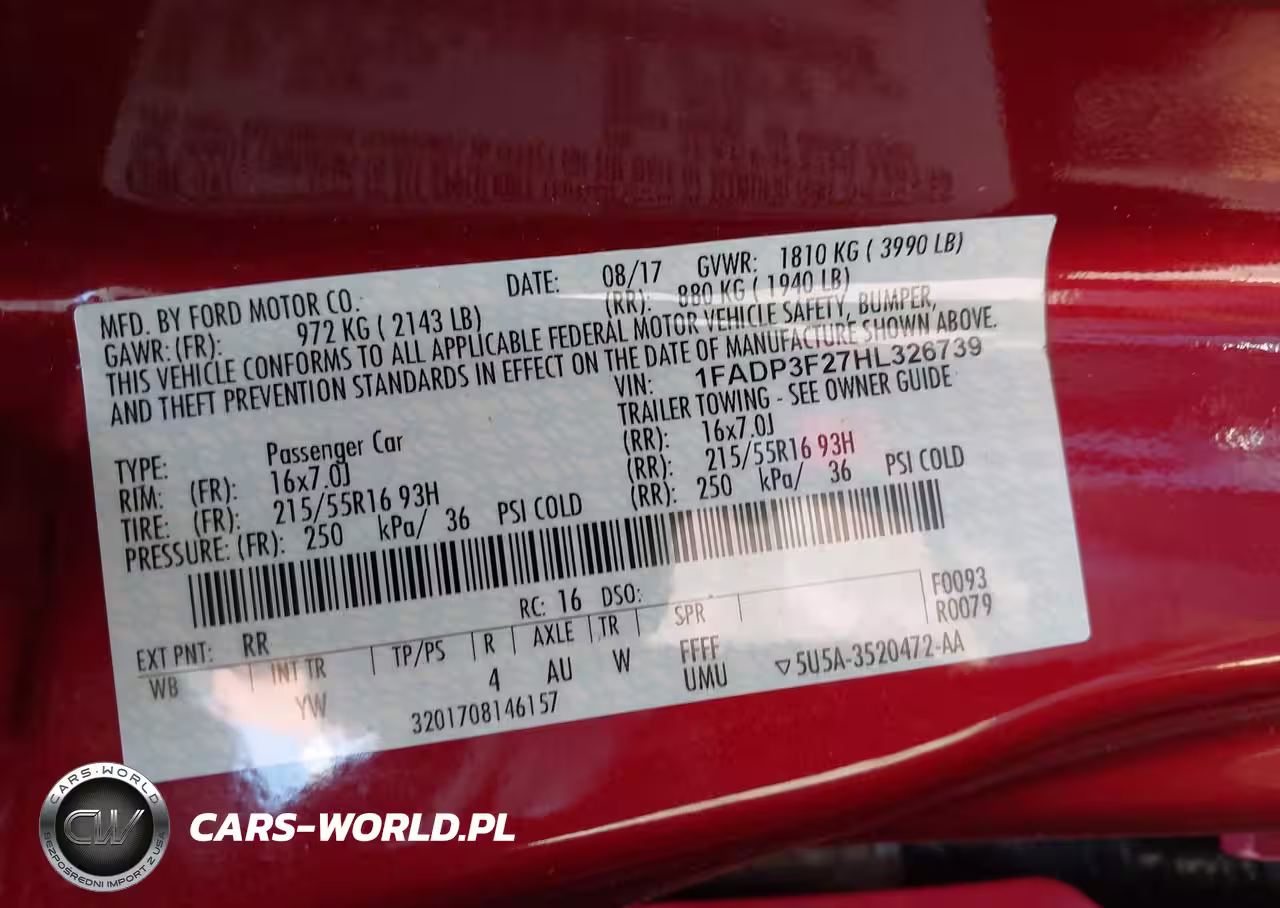 MFD. BY FORD MOTOR CO. DATE: 08/17 GVWR: 1810 KG ( 3990 LB)
GAWR: (FR): 972 KG ( 2143 LB) (RR): 880 KG ( 1940 LB)
THIS VEHICLE CONFORMS TO ALL APPLICABLE FEDERAL MOTOR VEHICLE SAFETY, BUMPER,
AND THEFT PREVENTION STANDARDS IN EFFECT ON THE DATE OF MANUFACTURE SHOWN ABOVE.
VIN: 1FADP3F27HL326739
TYPE: Passenger Car TRAILER TOWING - SEE OWNER GUIDE
RIM: (FR): 16x7.0J (RR): 16x7.0J
TIRE: (FR): 215/55R16 93H (RR): 215/55R16 93H
PRESSURE: (FR): 250 kPa/ 36 PSI COLD (RR): 250 kPa/ 36 PSI COLD
RC: 16 DSO: F0093
EXT PNT: RR R0079
WB INT TR TP/PS R AXLE TR SPR
YW 4 AU W FFFF
UMU ▽5U5A-3520472-AA
3201708146157
CARS-WORLD
CW
BEZPOŚREDNI IMPORT Z USA
CARS-WORLD.PL